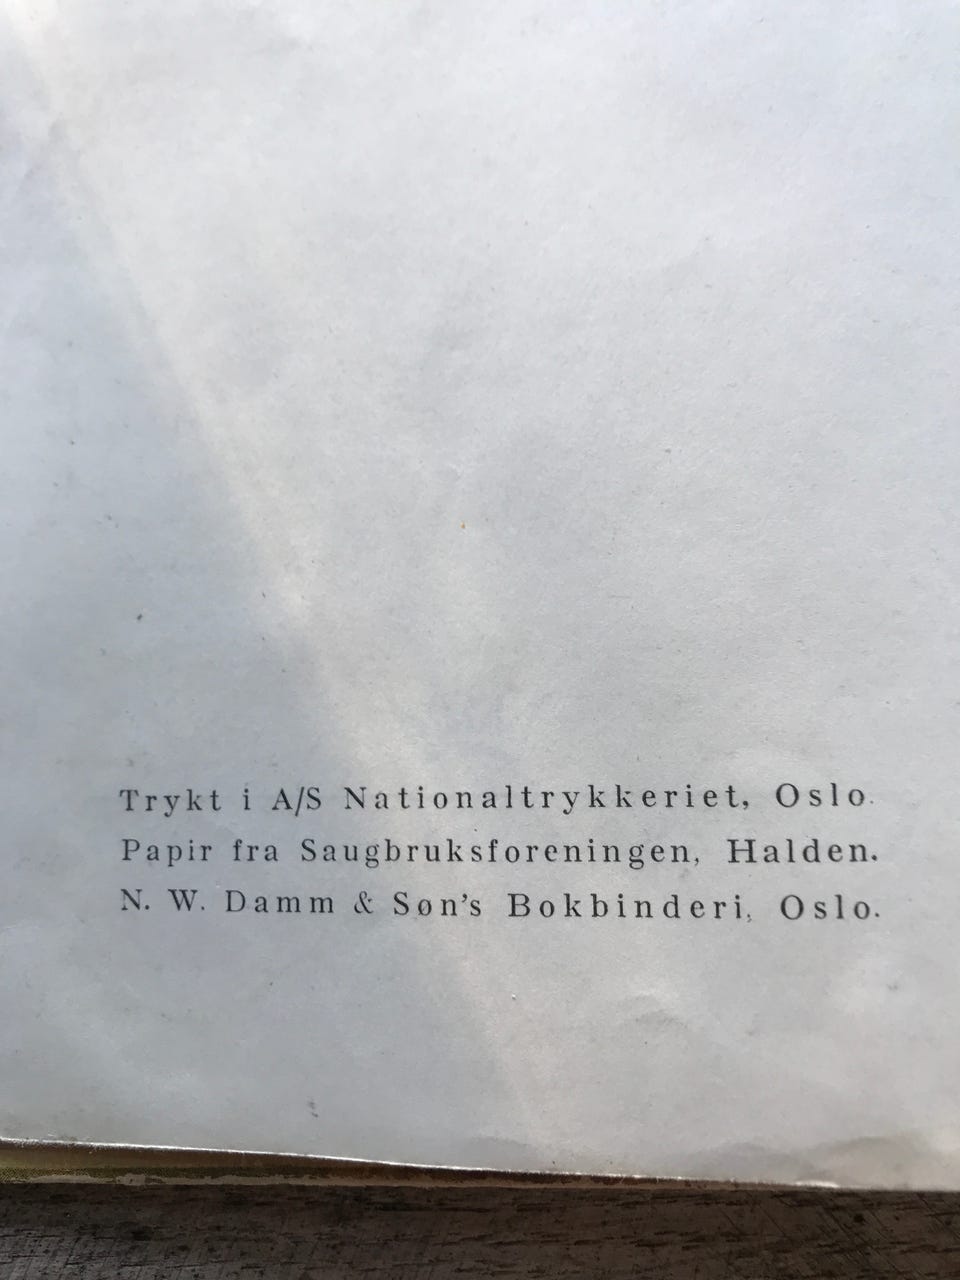 Trykt i A/S Nationaltrykkeriet, Oslo.
Papir fra Saugbruksforeningen, Halden.
N. W. Damm & Søn's Bokbinderi, Oslo.